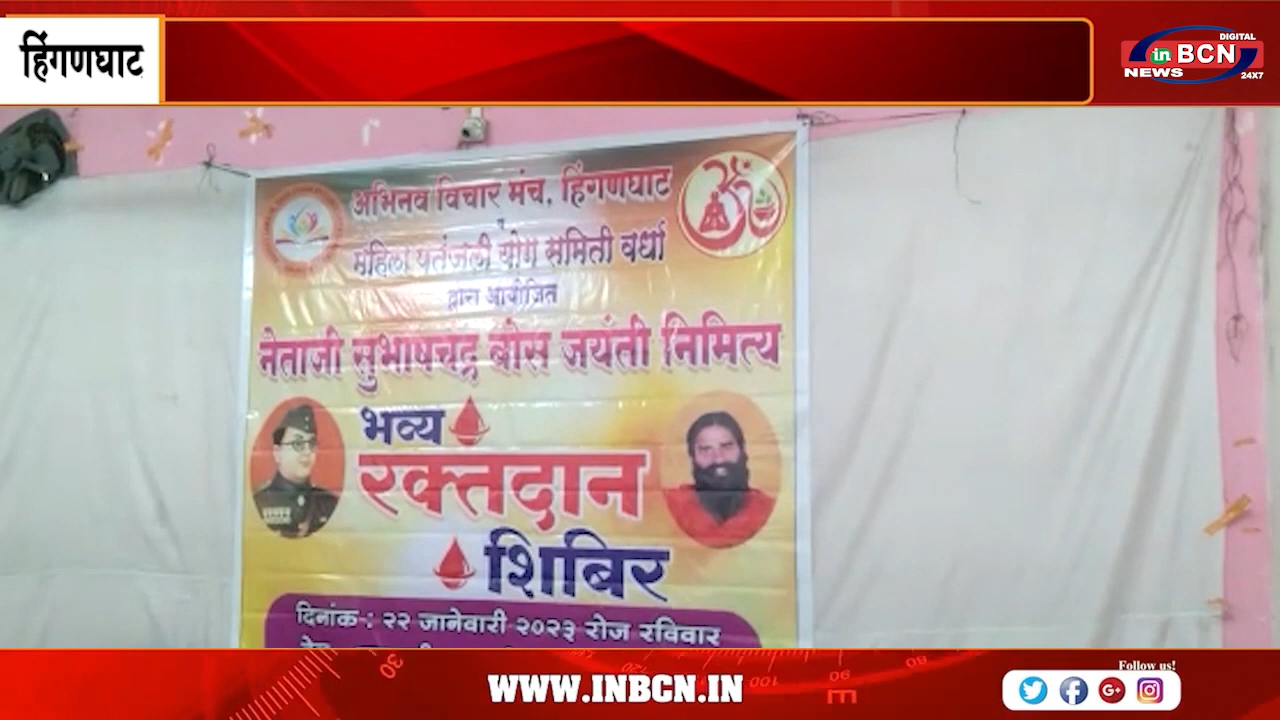 हिंगणघाट
DIGITAL
in BCN
NEWS 24X7
अभिनव विचार मंच, हिंगणघाट
व
महिला पतंजली योग समिती वर्धा
द्वारा आयोजित
नेताजी सुभाषचंद्र बोस जयंती निमित्य
भव्य
रक्तदान
शिबिर
दिनांक : २२ जानेवारी २०२३ रोज रविवार
WWW.INBCN.IN
Follow us!